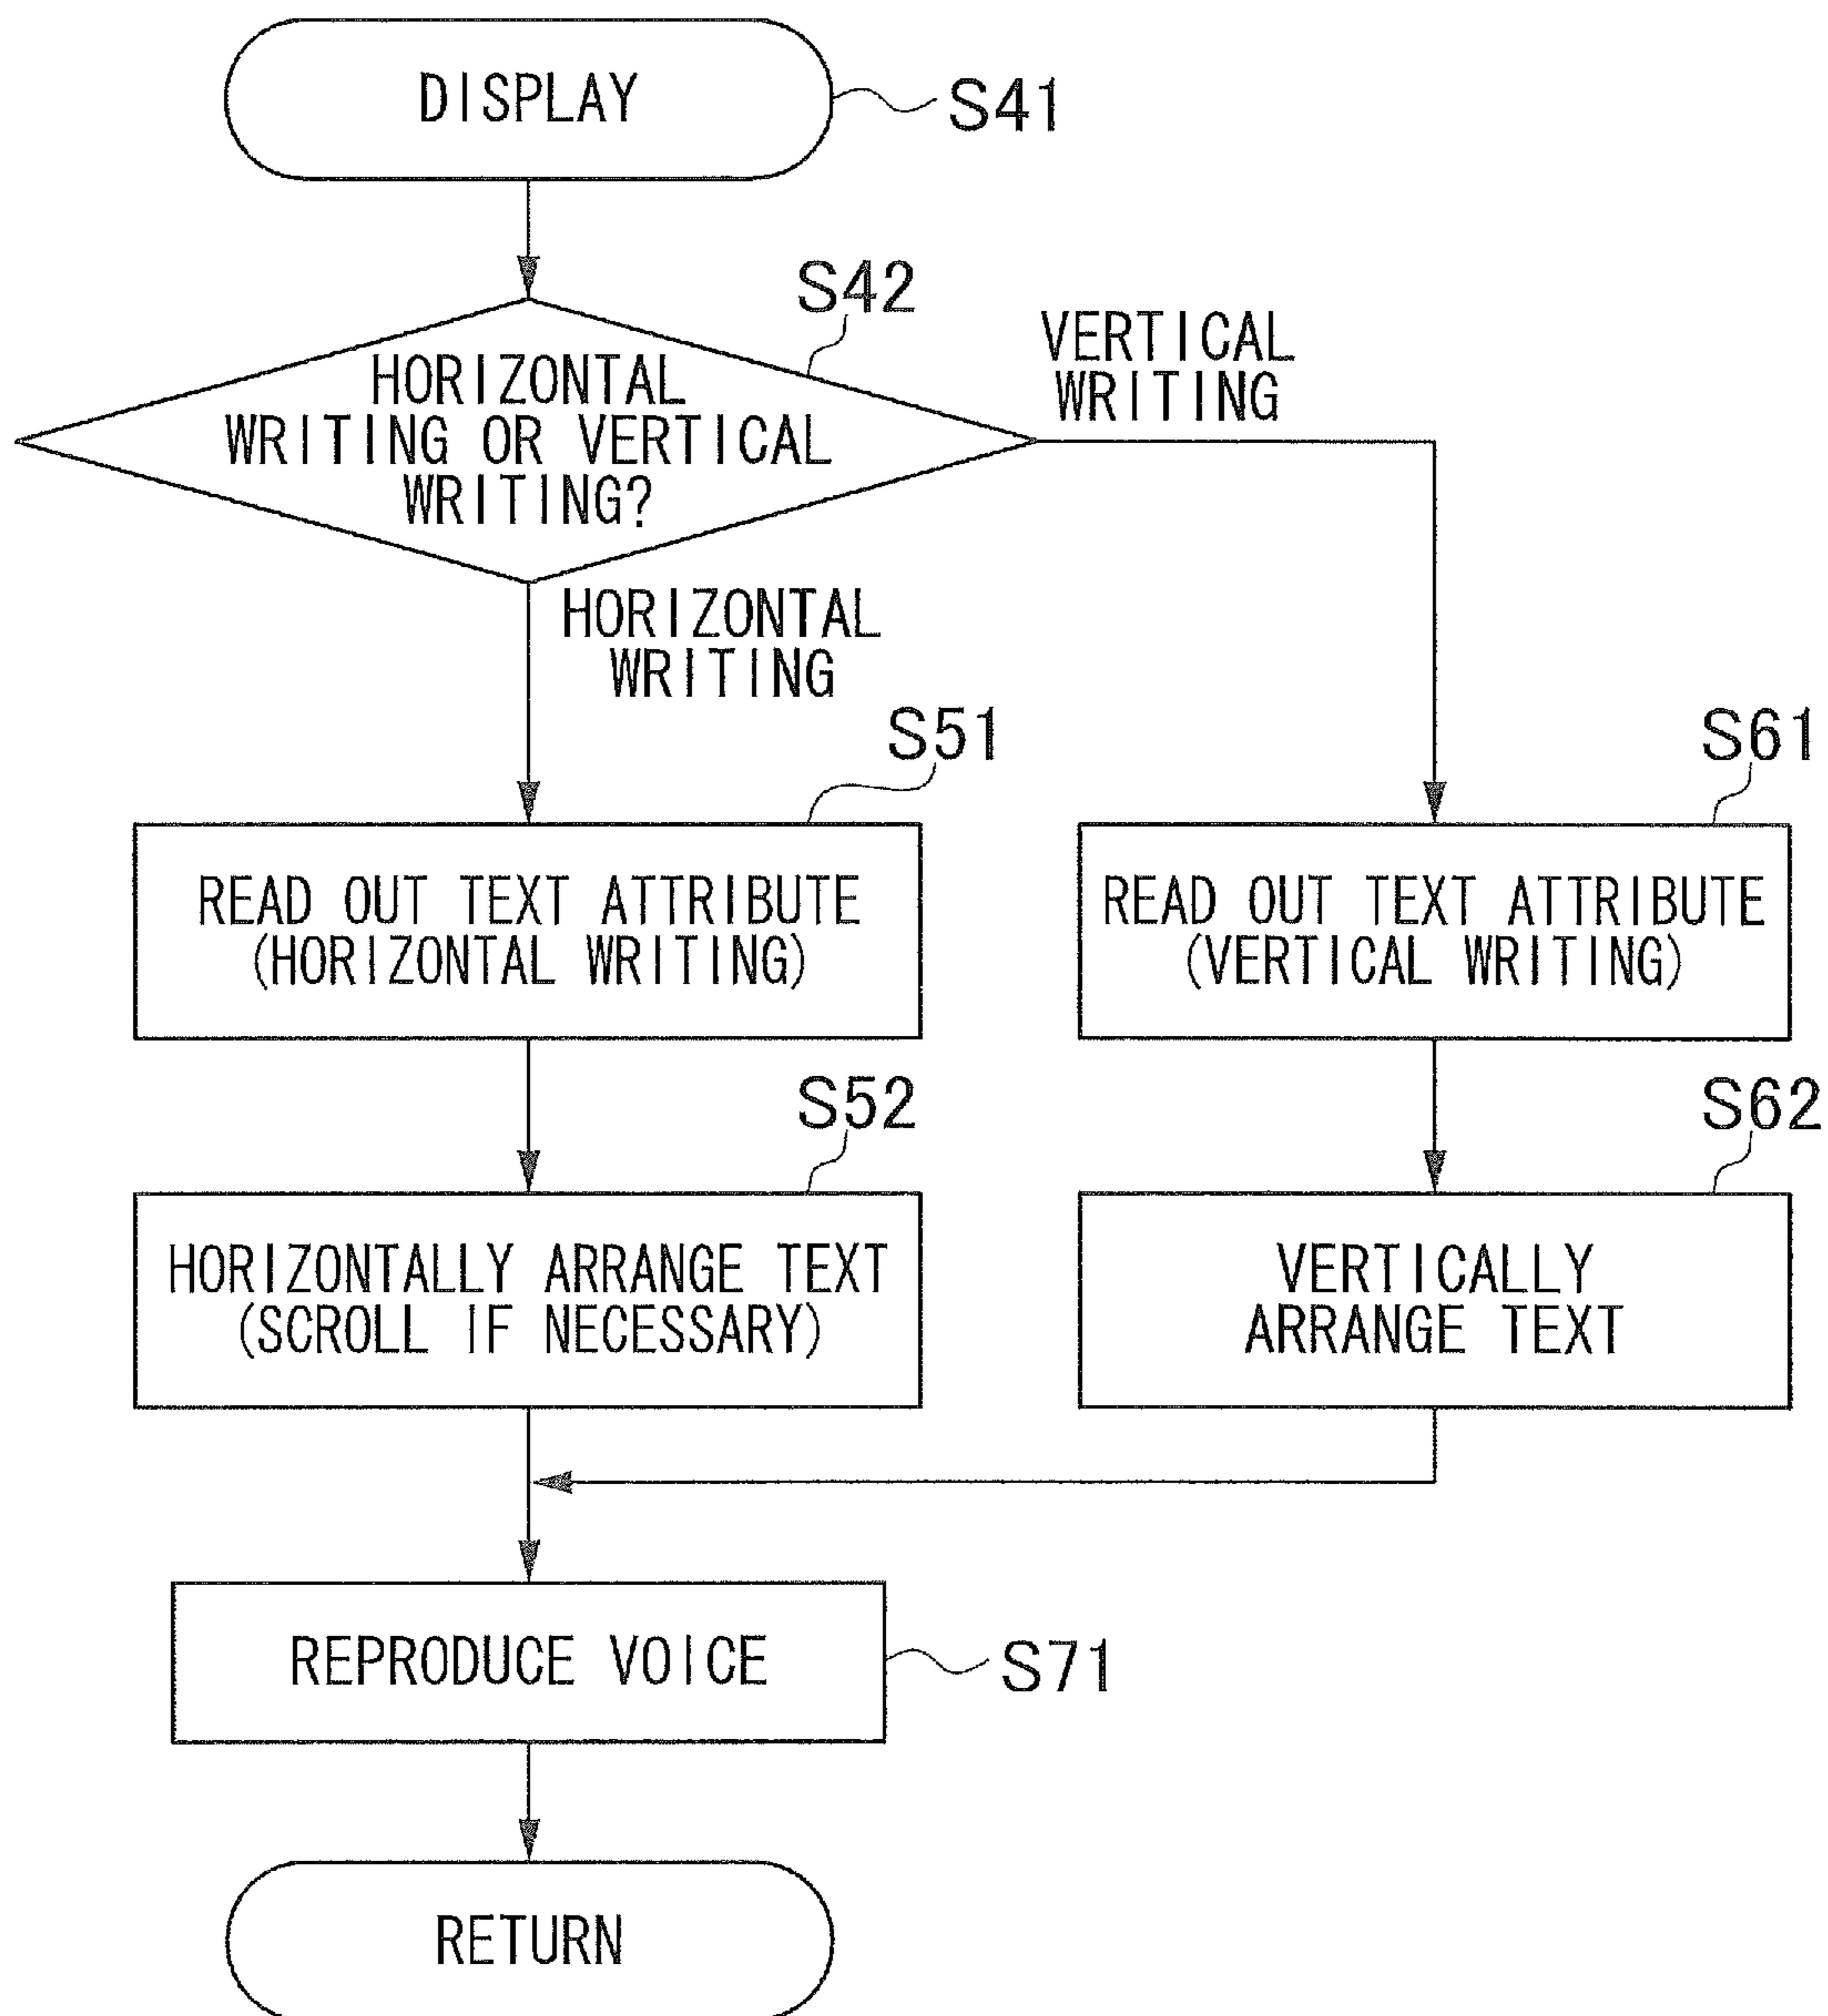 DISPLAY
S41
S42
HORIZONTAL
WRITING OR VERTICAL
WRITING?
VERTICAL
WRITING
HORIZONTAL
WRITING
S51
READ OUT TEXT ATTRIBUTE
(HORIZONTAL WRITING)
S61
READ OUT TEXT ATTRIBUTE
(VERTICAL WRITING)
S52
HORIZONTALLY ARRANGE TEXT
(SCROLL IF NECESSARY)
S62
VERTICALLY
ARRANGE TEXT
REPRODUCE VOICE
S71
RETURN